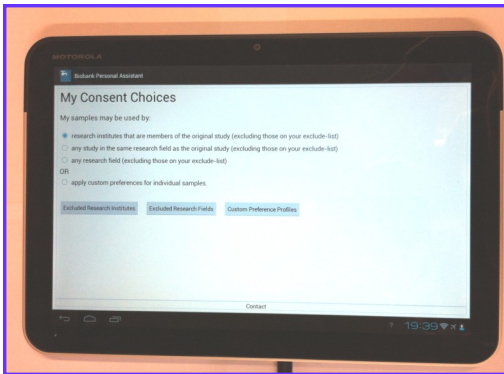 MOTOROLA
Biobank Personal Assistant
My Consent Choices
My samples may be used by:
research institutes that are members of the original study (excluding those on your exclude-list)
any study in the same research field as the original study (excluding those on your exclude-list)
any research field (excluding those on your exclude-list)
OR
apply custom preferences for individual samples.
Excluded Research Institutes Excluded Research Fields Custom Preference Profiles
Contact
19:39